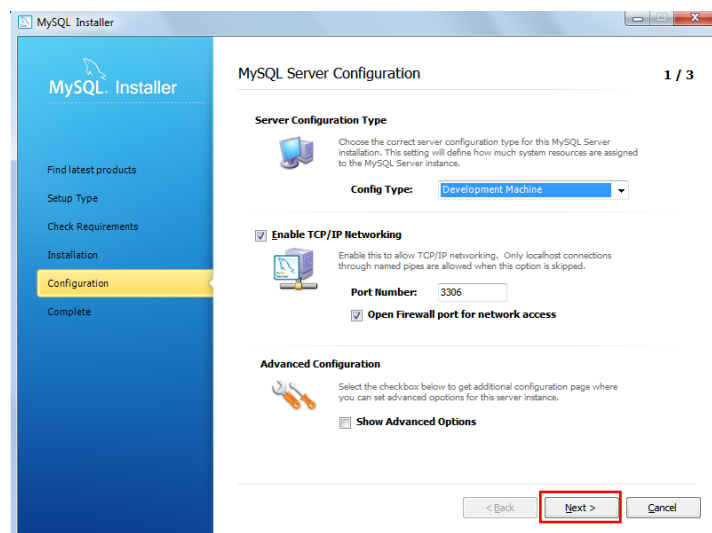 MySQL Installer
MySQL. Installer
Find latest products
Setup Type
Check Requirements
Installation
Configuration
Complete
MySQL Server Configuration
1 / 3
Server Configuration Type
Choose the correct server configuration type for this MySQL Server
installation. This setting will define how much system resources are assigned
to the MySQL Server instance.
Config Type:
Development Machine
Enable TCP/IP Networking
Enable this to allow TCP/IP networking. Only localhost connections
through named pipes are allowed when this option is skipped.
Port Number:
3306
Open Firewall port for network access
Advanced Configuration
Select the checkbox below to get additional configuration page where
you can set advanced opotions for this server instance.
Show Advanced Options
< Back
Next >
Cancel